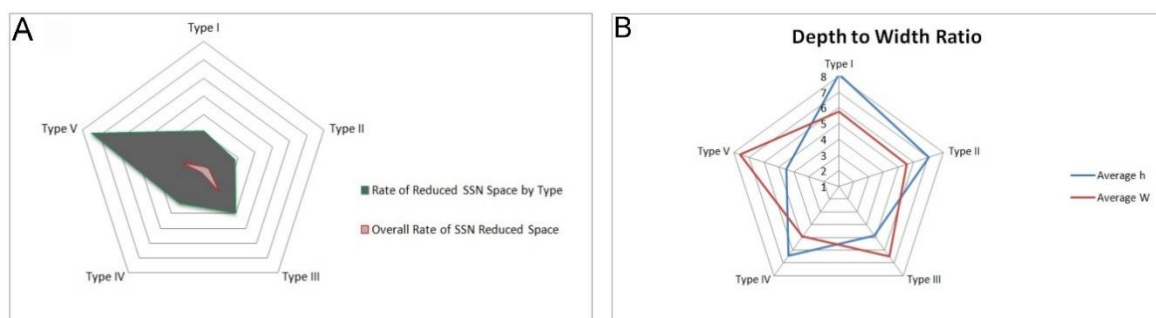 A
Type I
Type II
Type III
Type IV
Type V
Rate of Reduced SSN Space by Type
Overall Rate of SSN Reduced Space
B
Depth to Width Ratio
Type I
8
7
6
5
4
3
2
1
Type II
Type III
Type IV
Type V
Average h
Average W